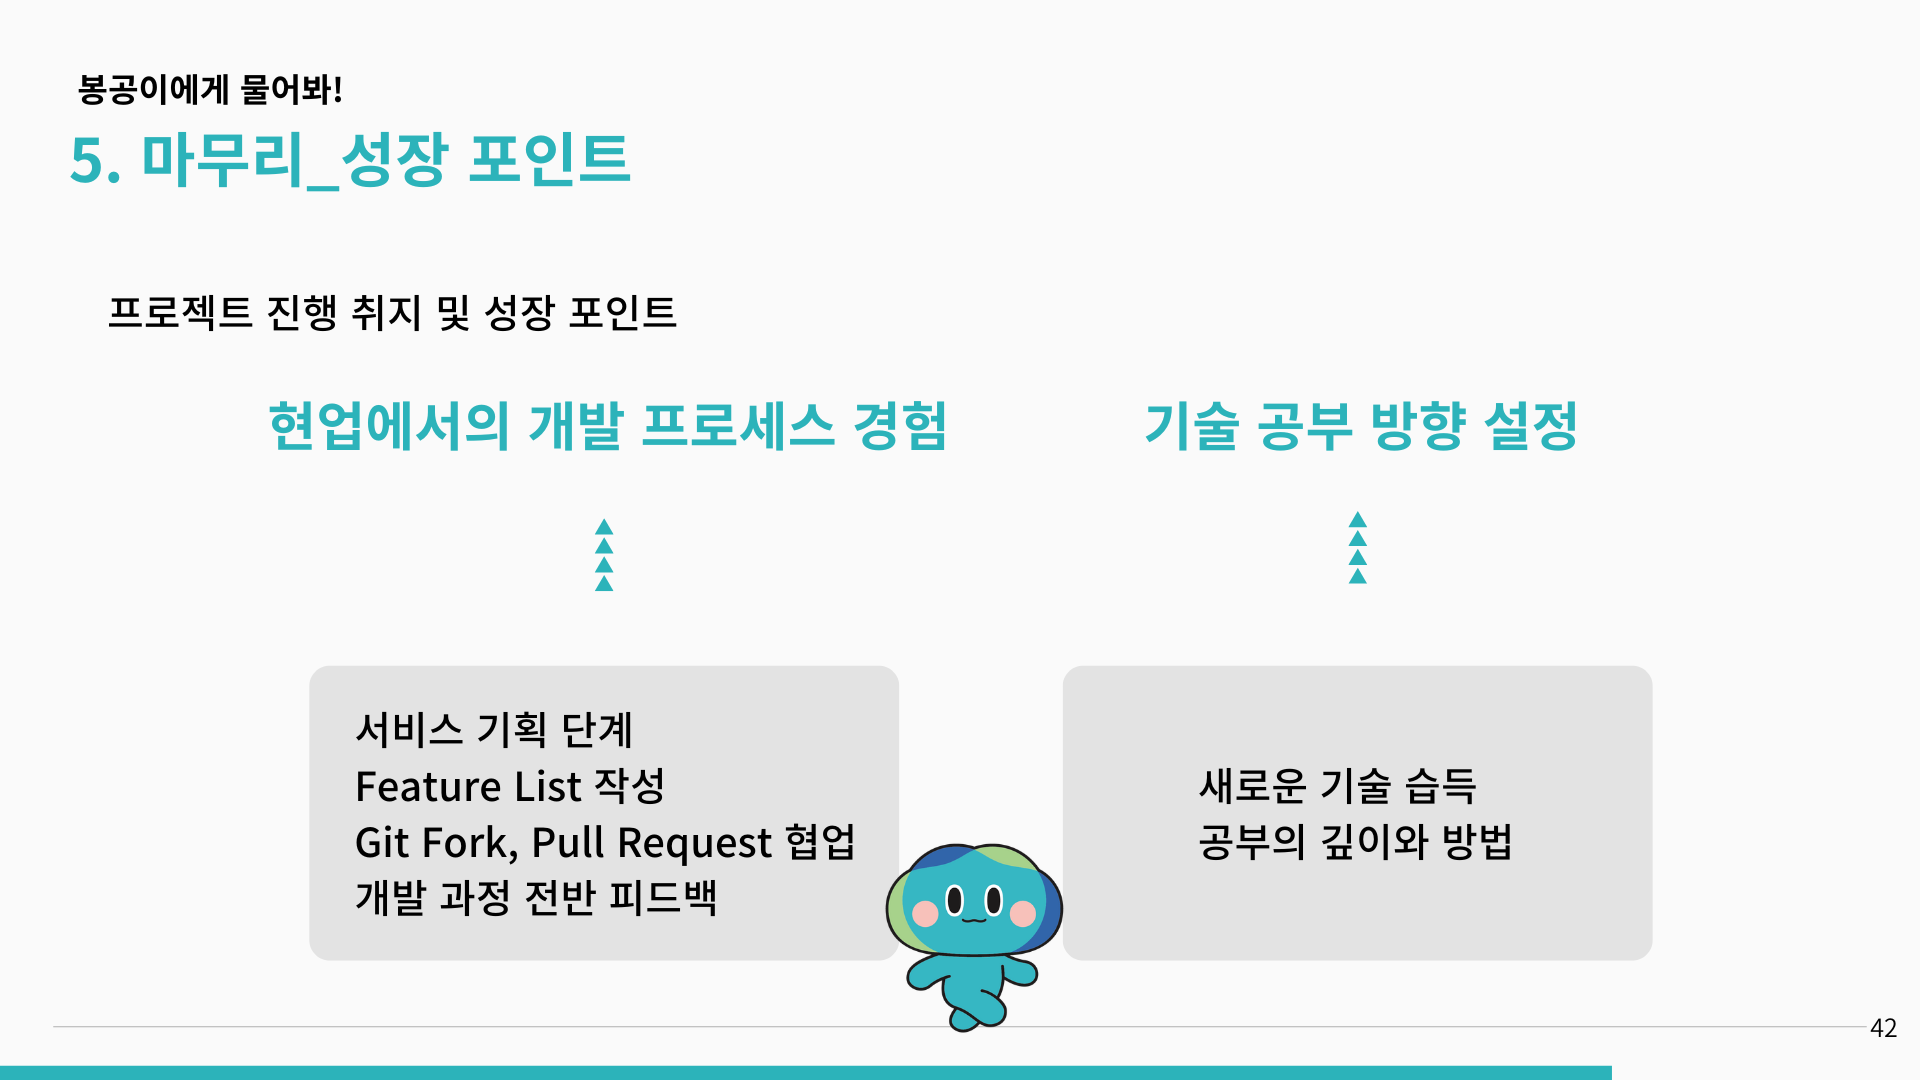 봉공이에게 물어봐!
5. 마무리_성장 포인트
프로젝트 진행 취지 및 성장 포인트
현업에서의 개발 프로세스 경험
서비스 기획 단계
Feature List 작성
Git Fork, Pull Request 협업
개발 과정 전반 피드백
기술 공부 방향 설정
새로운 기술 습득
공부의 깊이와 방법
42